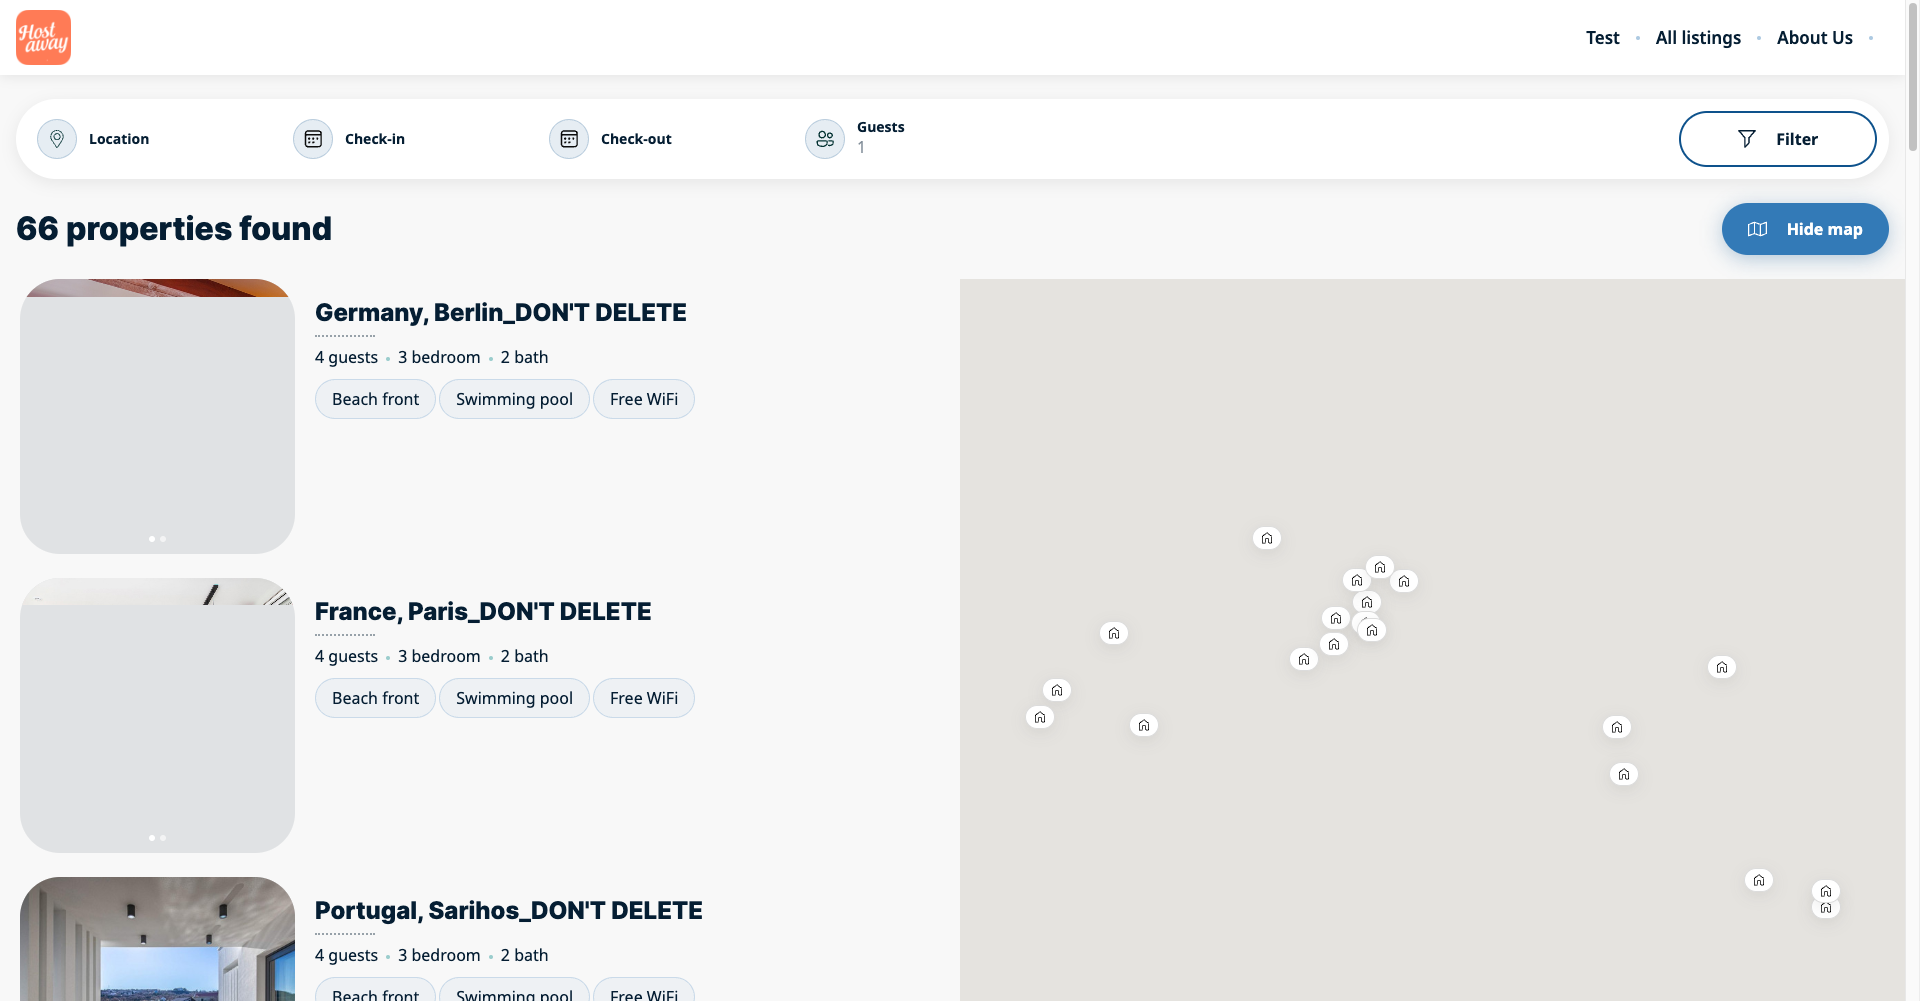 Host
away
Test
All listings
About Us
Location
Check-in
Check-out
Guests
1
Filter
66 properties found
Hide map
Germany, Berlin_DON'T DELETE
4 guests
3 bedroom
2 bath
Beach front
Swimming pool
Free WiFi
France, Paris_DON'T DELETE
4 guests
3 bedroom
2 bath
Beach front
Swimming pool
Free WiFi
Portugal, Sarihos_DON'T DELETE
4 guests
3 bedroom
2 bath
Beach front
Swimming pool
Free WiFi